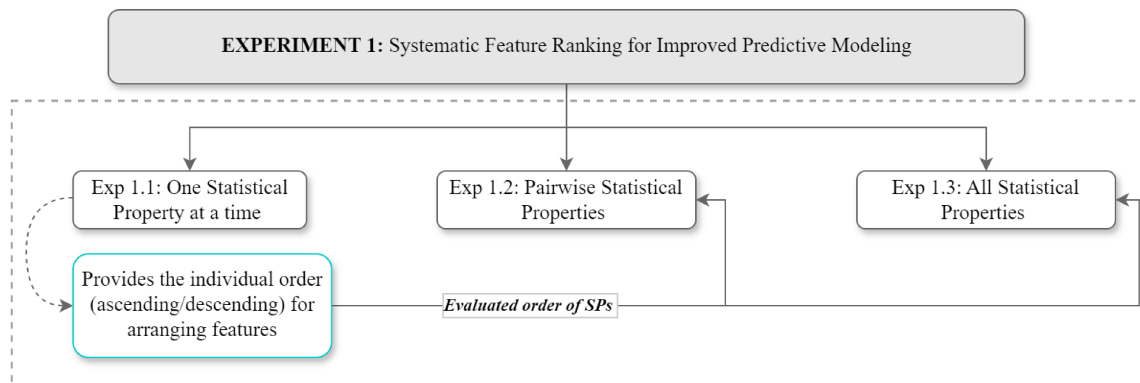 EXPERIMENT 1: Systematic Feature Ranking for Improved Predictive Modeling
Exp 1.1: One Statistical
Property at a time
Exp 1.2: Pairwise Statistical
Properties
Exp 1.3: All Statistical
Properties
Provides the individual order
(ascending/descending) for
arranging features
Evaluated order of SPs